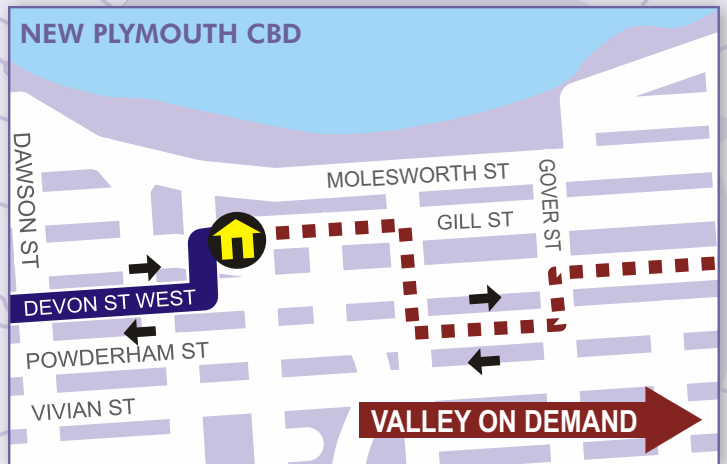 NEW PLYMOUTH CBD
DAWSON ST
MOLESWORTH ST
GOVER ST
GILL ST
DEVON ST WEST
POWDERHAM ST
VIVIAN ST
VALLEY ON DEMAND